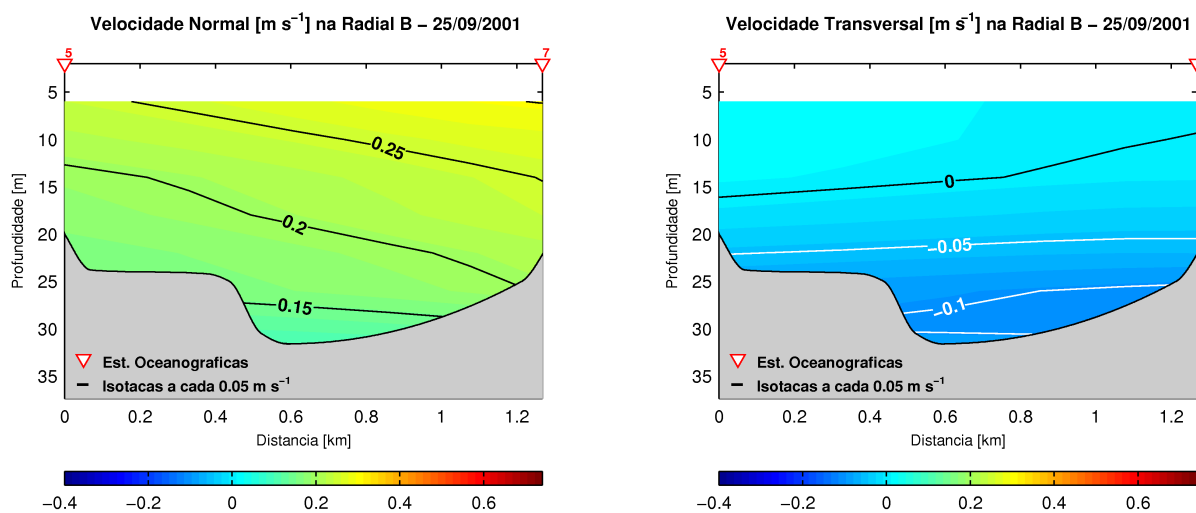 Velocidade Normal [m s⁻¹] na Radial B − 25/09/2001
5 7
5
10
15
20
25
30
35
Profundidade [m]
0.25
0.2
0.15
Est. Oceanograficas
Isotacas a cada 0.05 m s⁻¹
0 0.2 0.4 0.6 0.8 1 1.2
Distancia [km]
−0.4 −0.2 0 0.2 0.4 0.6
Velocidade Transversal [m s⁻¹] na Radial B − 25/09/2001
5
5
10
15
20
25
30
35
Profundidade [m]
0
−0.05
−0.1
Est. Oceanograficas
Isotacas a cada 0.05 m s⁻¹
0 0.2 0.4 0.6 0.8 1 1.2
Distancia [km]
−0.4 −0.2 0 0.2 0.4 0.6